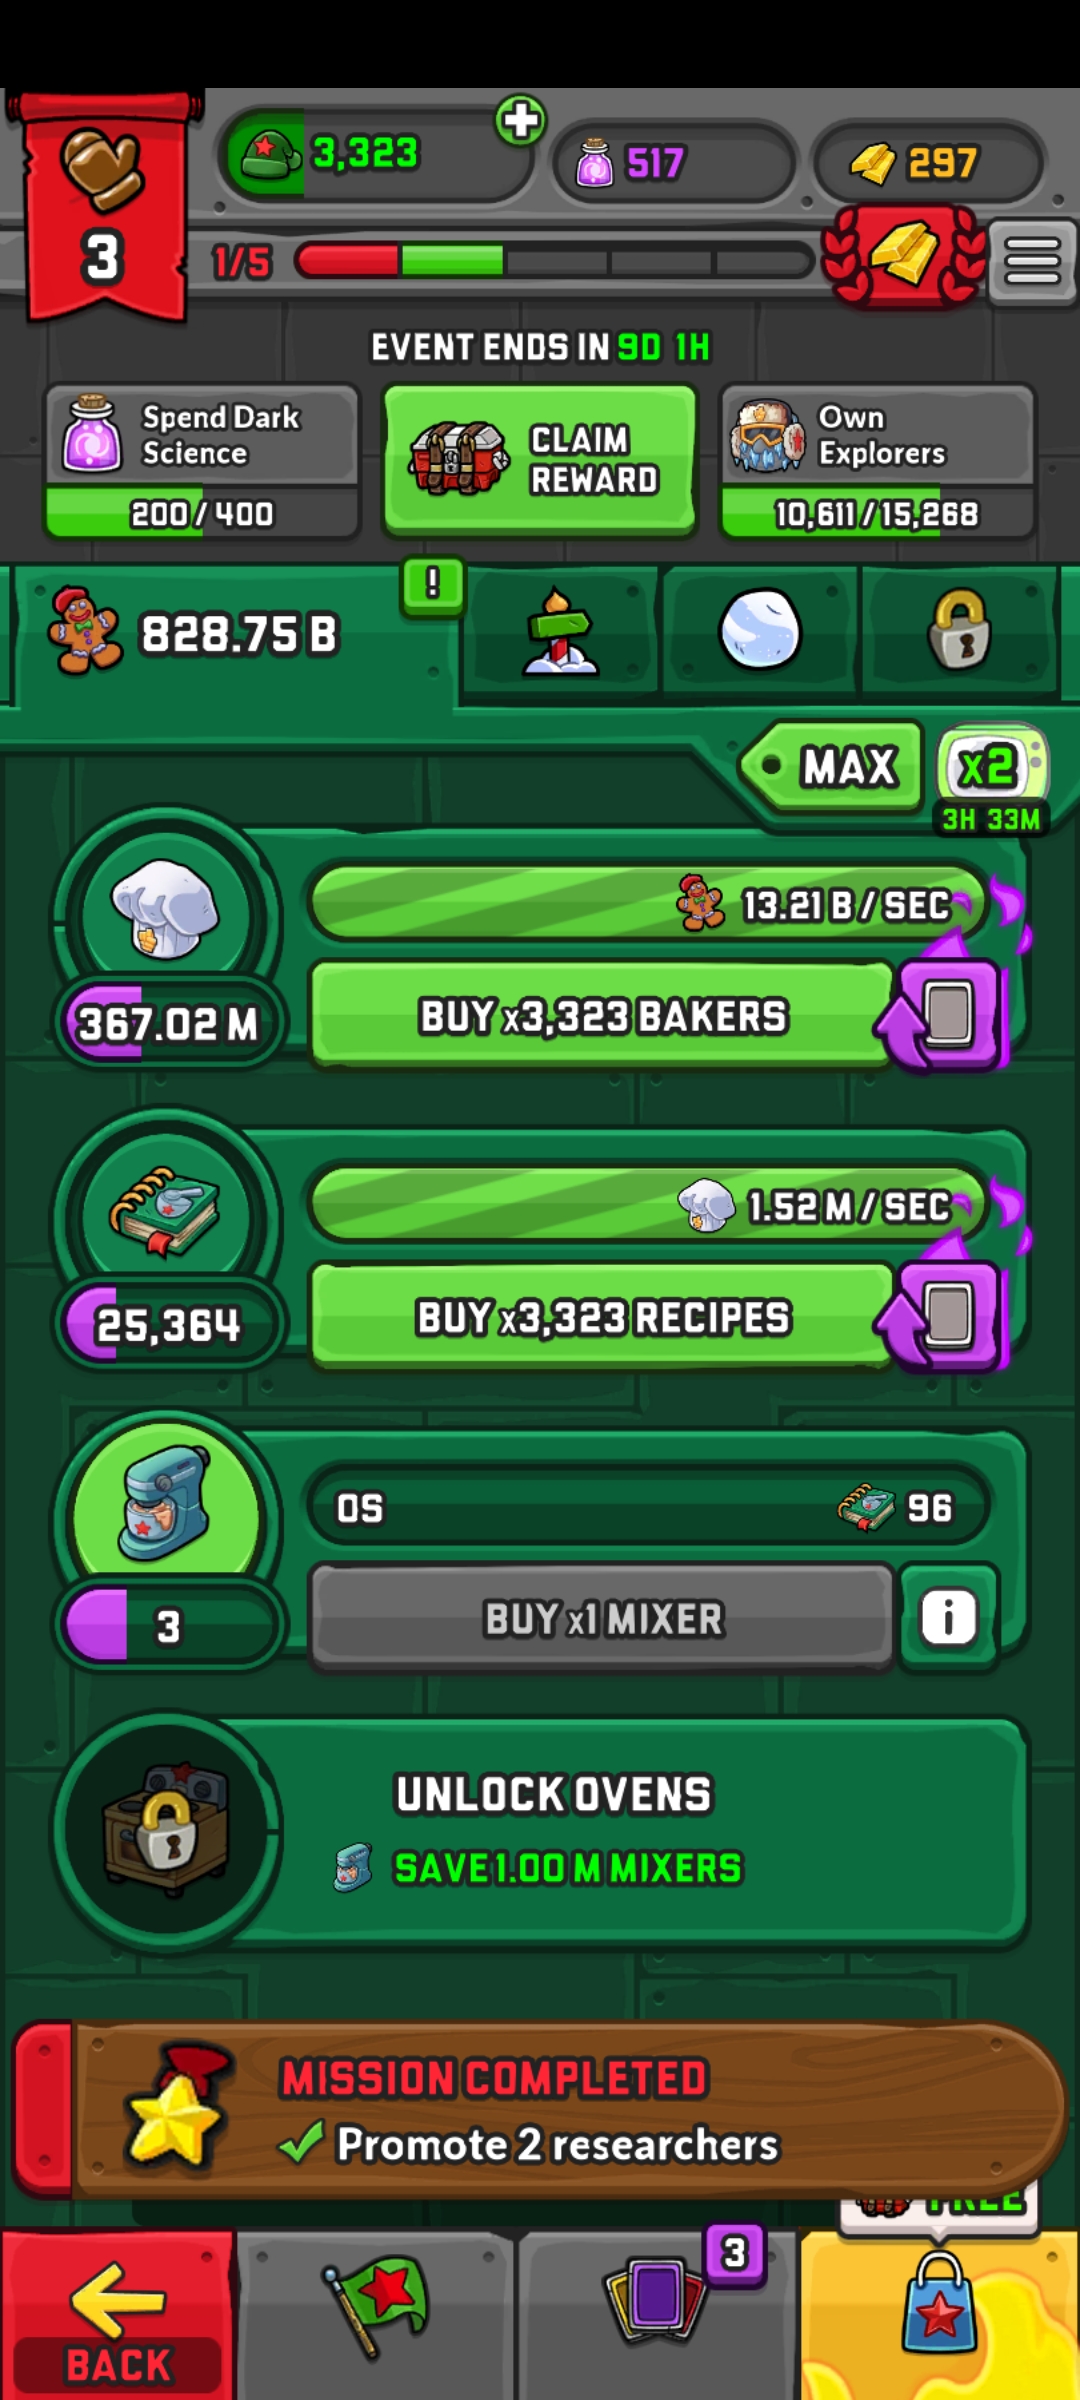 3
3,323
517
297
1/5
EVENT ENDS IN 9D 1H
Spend Dark
Science
200/400
CLAIM
REWARD
Own
Explorers
10,611/15,268
!
828.75 B
MAX
x2
3H 33M
13.21 B / SEC
367.02 M
BUY x3,323 BAKERS
1.52 M / SEC
25,364
BUY x3,323 RECIPES
0S
96
3
BUY x1 MIXER
i
UNLOCK OVENS
SAVE 1.00 M MIXERS
MISSION COMPLETED
Promote 2 researchers
FREE
3
BACK